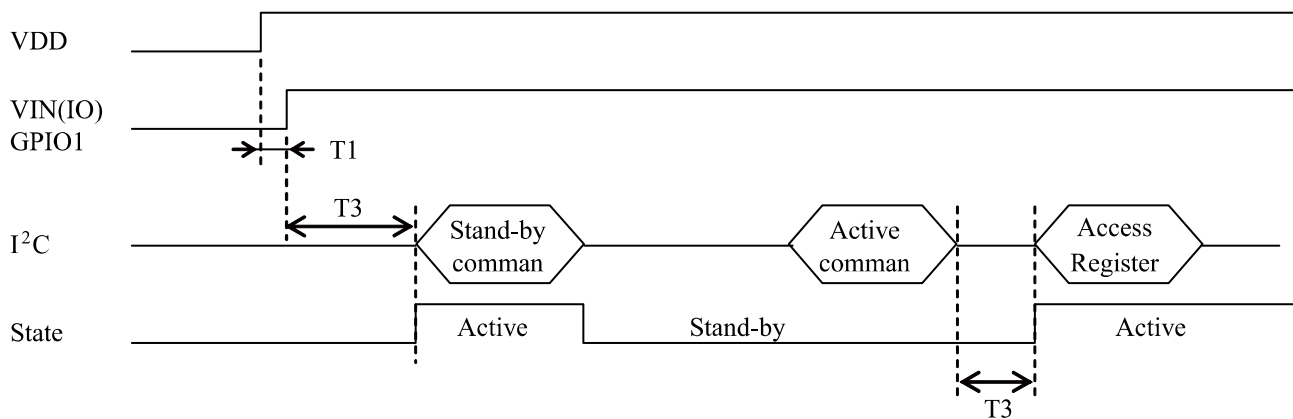 VDD
VIN(IO)
GPIO1
T1
T3
I²C
Stand-by
comman
Active
comman
Access
Register
State
Active
Stand-by
Active
T3